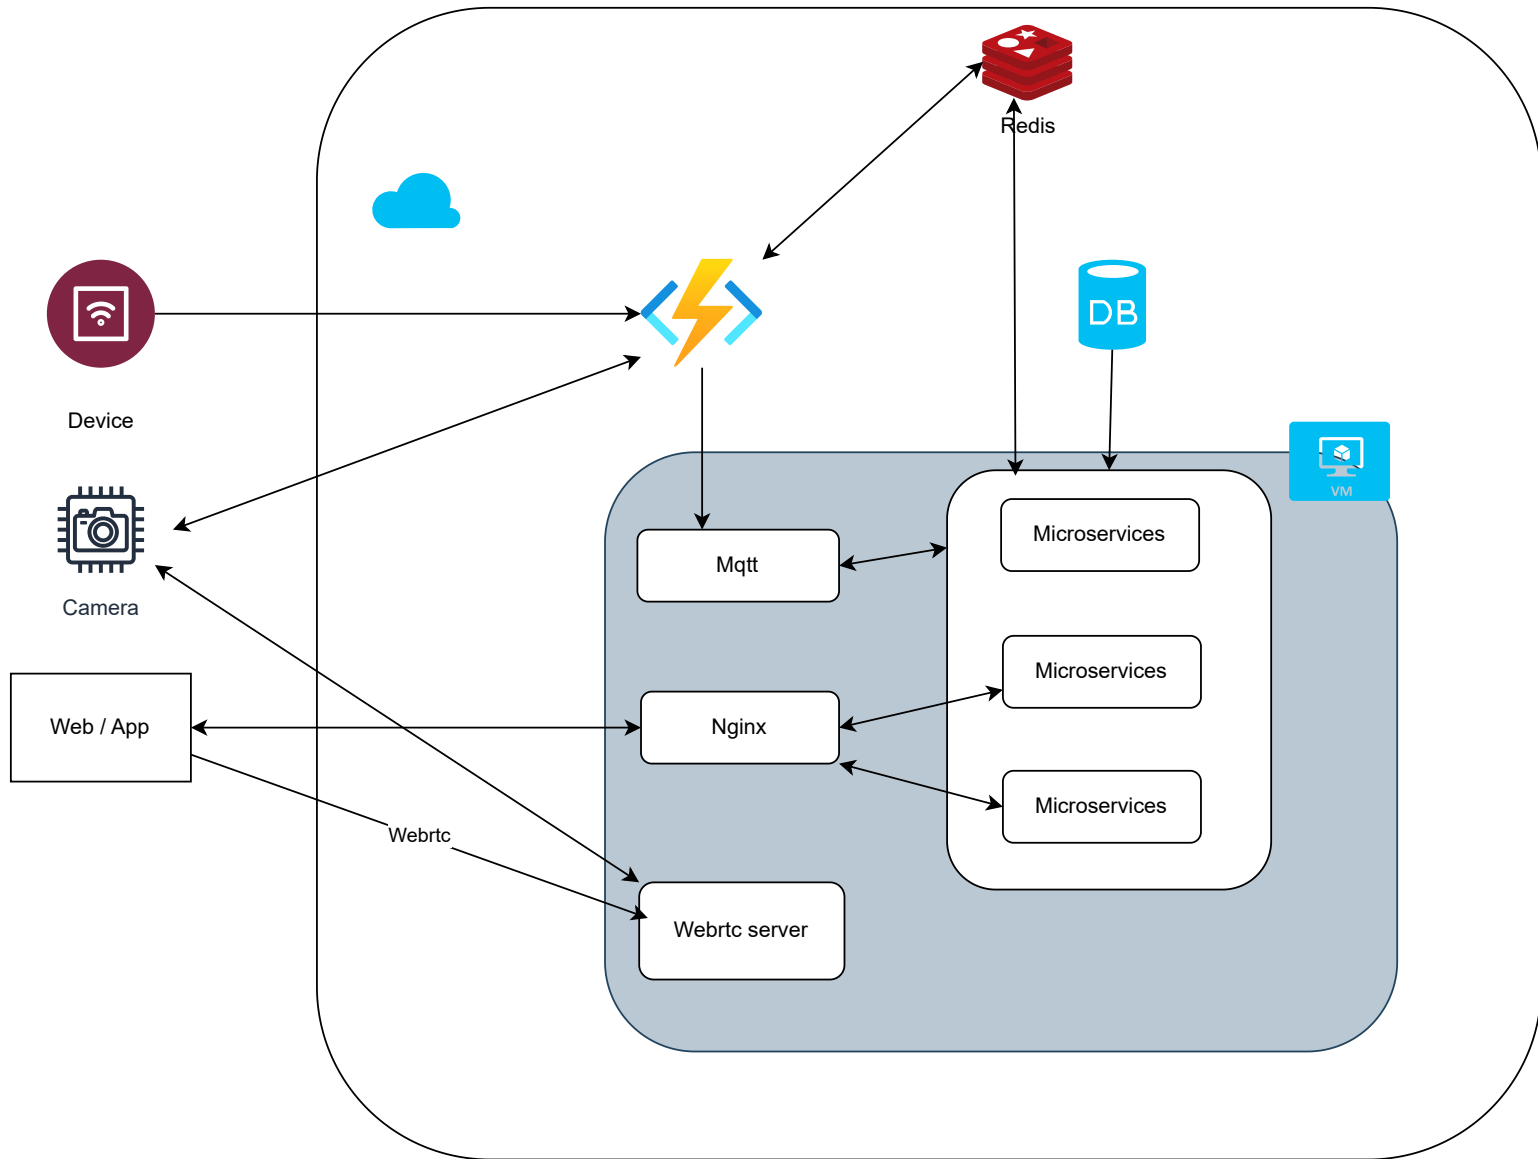 Redis
DB
Device
VM
Microservices
Mqtt
Camera
Microservices
Web / App
Nginx
Microservices
Webrtc
Webrtc server